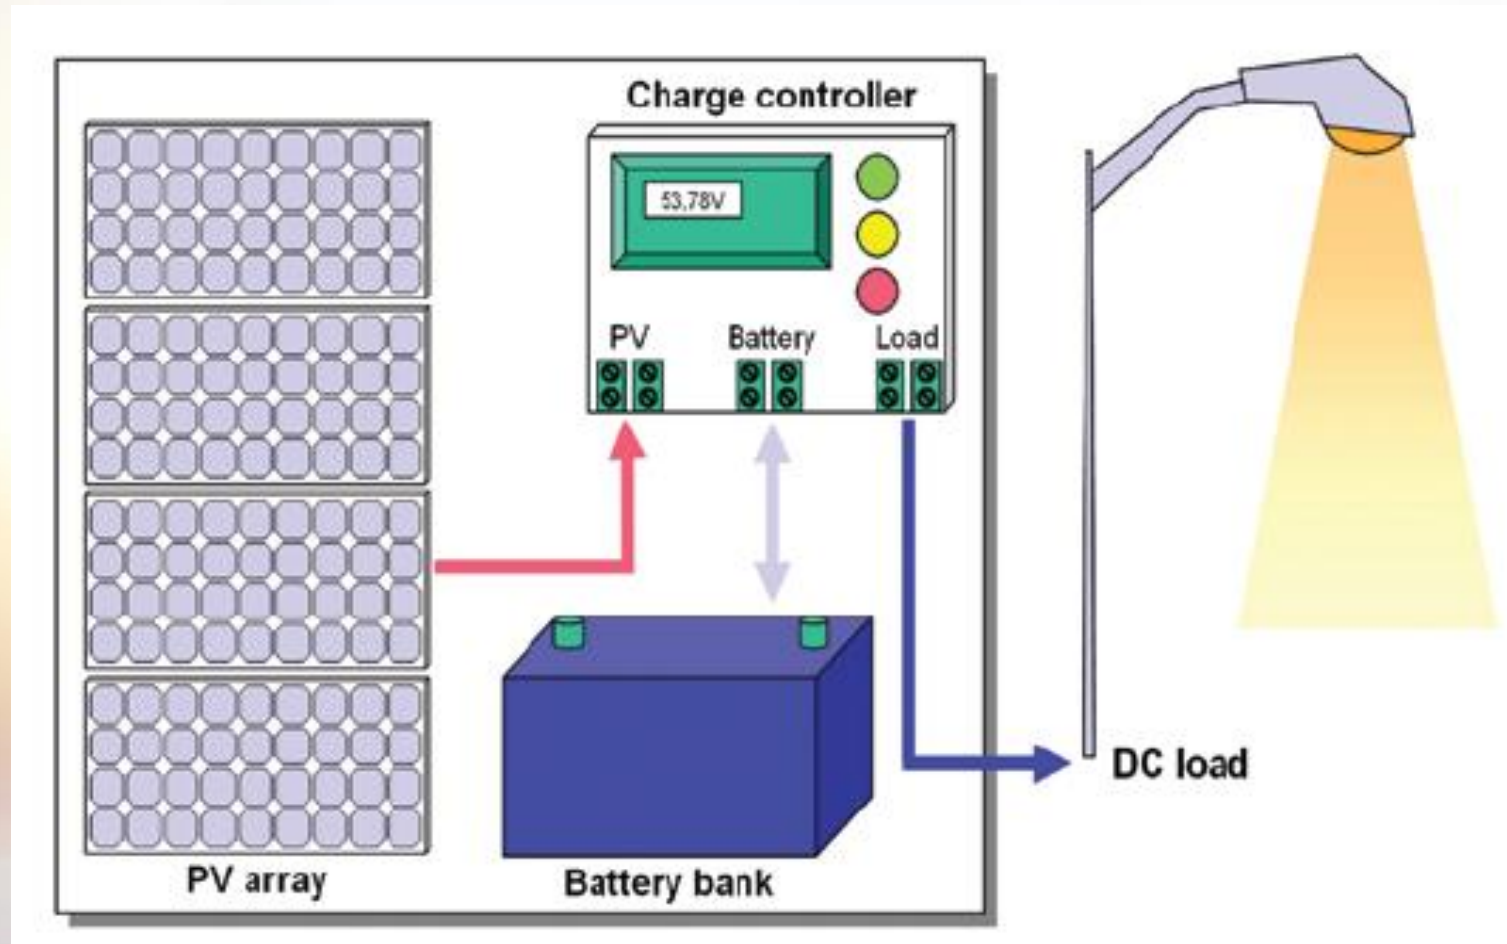 Charge controller
53,78V
PV Battery Load
DC load
PV array
Battery bank